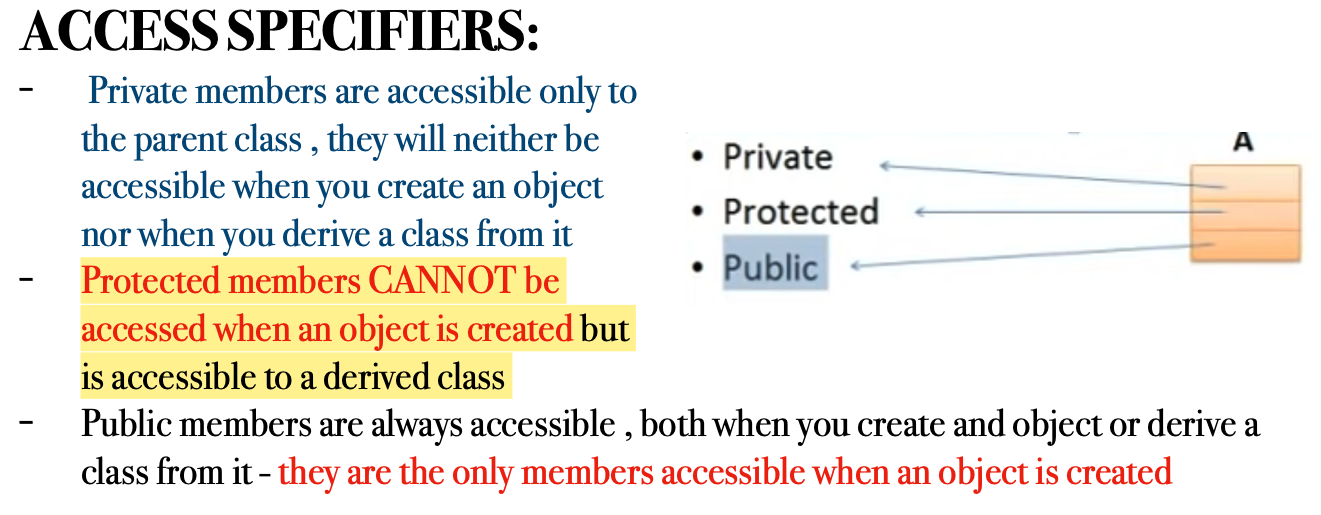 ACCESS SPECIFIERS:
- Private members are accessible only to
the parent class , they will neither be
accessible when you create an object
nor when you derive a class from it
- Protected members CANNOT be
accessed when an object is created but
is accessible to a derived class
- Public members are always accessible , both when you create and object or derive a
class from it - they are the only members accessible when an object is created
• Private
• Protected
• Public
A